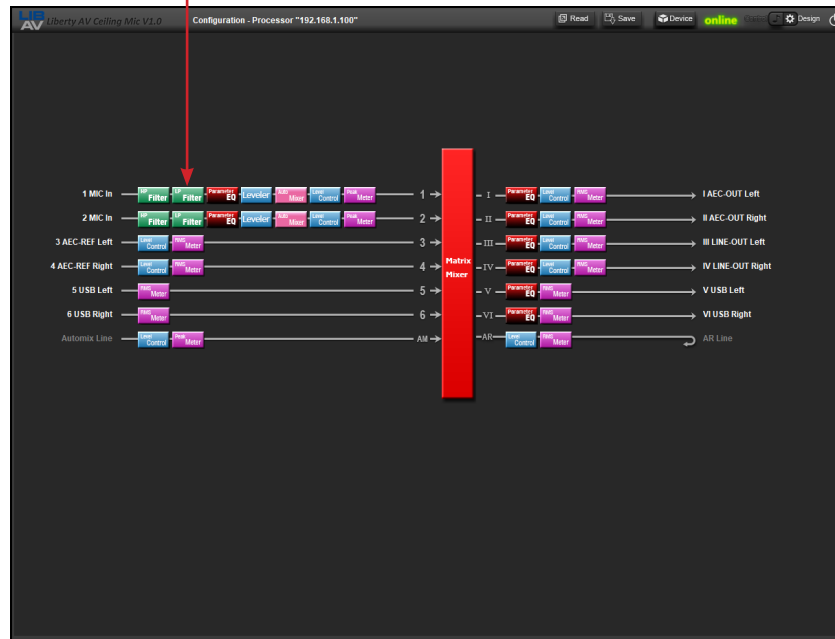 LIB AV Liberty AV Ceiling Mic V1.0 Configuration - Processor "192.168.1.100" Read Save Device online Design
1 MIC In HP Filter LP Filter Parameter EQ Leveler Auto Mixer Level Control Peak Meter 1 I Parameter EQ Level Control RMS Meter I AEC-OUT Left
2 MIC In HP Filter LP Filter Parameter EQ Leveler Auto Mixer Level Control Peak Meter 2 II Parameter EQ Level Control RMS Meter II AEC-OUT Right
3 AEC-REF Left Level Control RMS Meter 3 III Parameter EQ Level Control RMS Meter III LINE-OUT Left
4 AEC-REF Right Level Control RMS Meter 4 Matrix Mixer IV Parameter EQ Level Control RMS Meter IV LINE-OUT Right
5 USB Left RMS Meter 5 V Parameter EQ RMS Meter V USB Left
6 USB Right RMS Meter 6 VI Parameter EQ RMS Meter VI USB Right
Automix Line Level Control Peak Meter AM AR Level Control RMS Meter AR Line